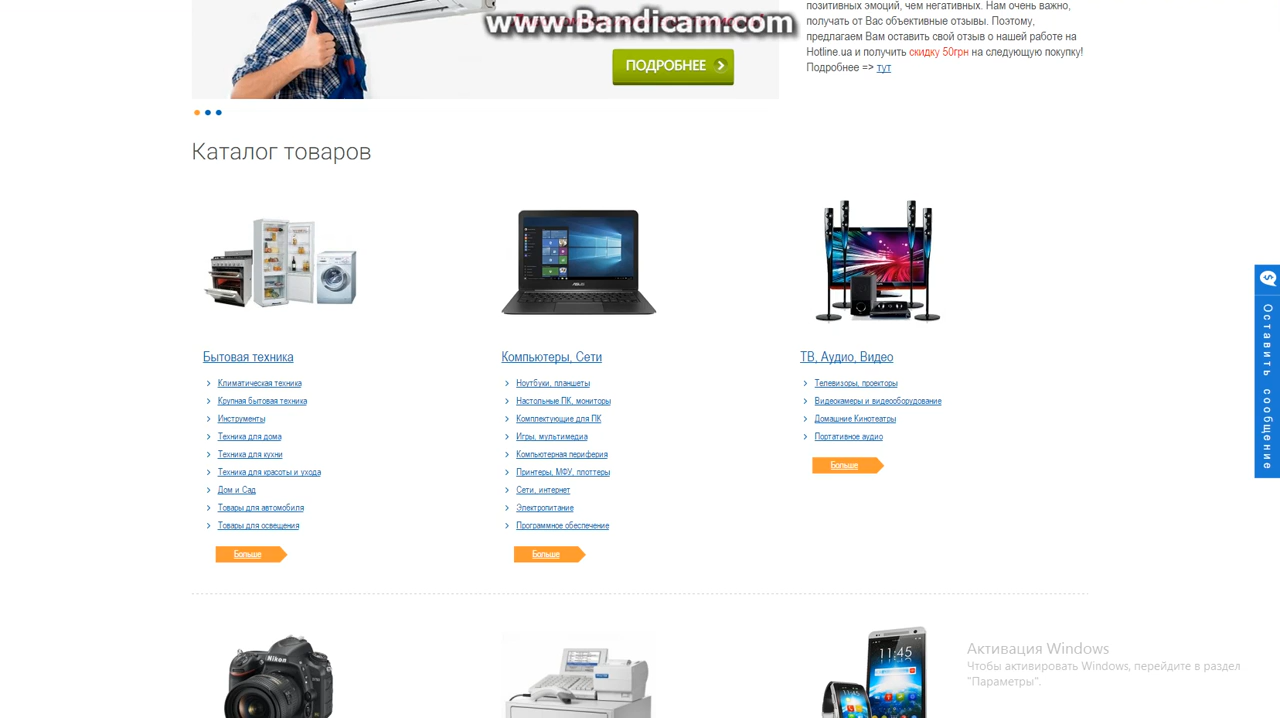 www.Bandicam.com
позитивных эмоций, чем негативных. Нам очень важно,
получать от Вас объективные отзывы. Поэтому,
предлагаем Вам оставить свой отзыв о нашей работе на
Hotline.ua и получить скидку 50грн на следующую покупку!
Подробнее => тут
ПОДРОБНЕЕ
Каталог товаров
Бытовая техника
Климатическая техника
Крупная бытовая техника
Инструменты
Техника для дома
Техника для кухни
Техника для красоты и ухода
Дом и Сад
Товары для автомобиля
Товары для освещения
Больше
Компьютеры, Сети
Ноутбуки, планшеты
Настольные ПК, мониторы
Комплектующие для ПК
Игры, мультимедиа
Компьютерная периферия
Принтеры, МФУ, плоттеры
Сети, интернет
Электропитание
Программное обеспечение
Больше
ТВ, Аудио, Видео
Телевизоры, проекторы
Видеокамеры и видеооборудование
Домашние Кинотеатры
Портативное аудио
Больше
Оставить сообщение
Nikon
11:45
Активация Windows
Чтобы активировать Windows, перейдите в раздел
"Параметры".